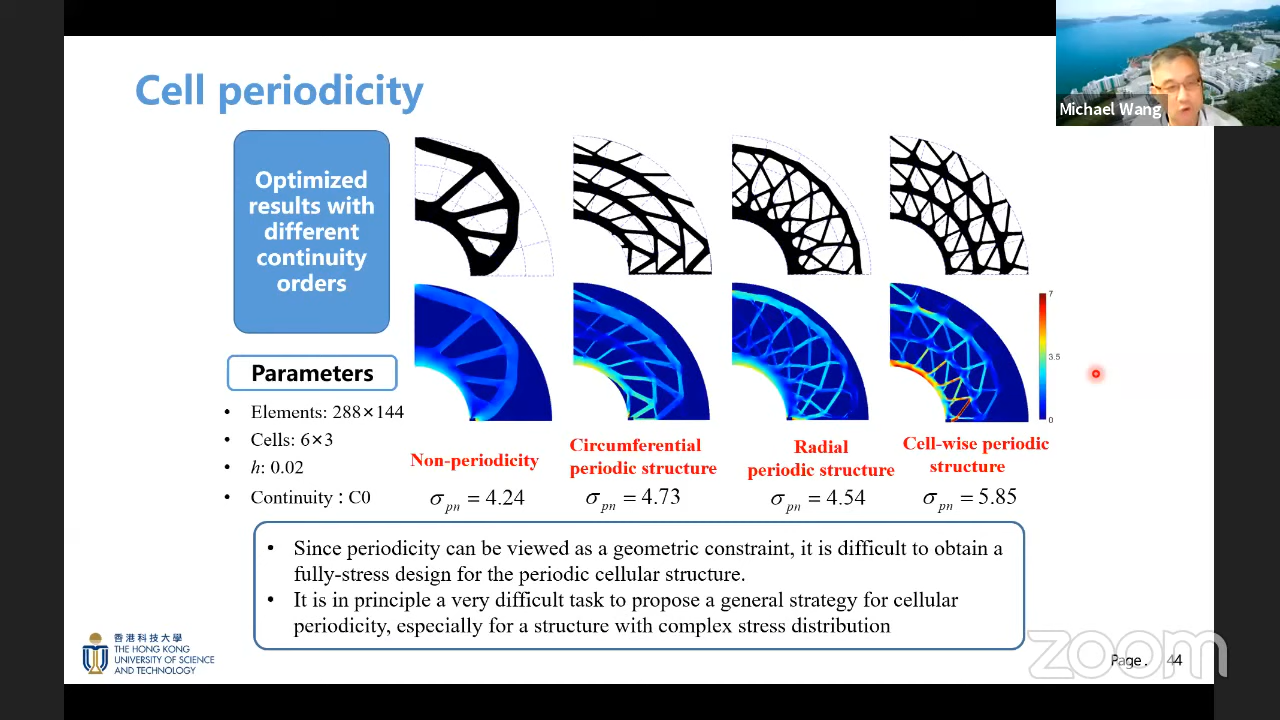 Cell periodicity
Michael Wang
Optimized
results with
different
continuity
orders
Parameters
• Elements: 288×144
• Cells: 6×3
• h: 0.02
• Continuity : C0
7
3.5
0
Non-periodicity
σpn = 4.24
Circumferential
periodic structure
σpn = 4.73
Radial
periodic structure
σpn = 4.54
Cell-wise periodic
structure
σpn = 5.85
• Since periodicity can be viewed as a geometric constraint, it is difficult to obtain a
fully-stress design for the periodic cellular structure.
• It is in principle a very difficult task to propose a general strategy for cellular
periodicity, especially for a structure with complex stress distribution
香港科技大學
THE HONG KONG
UNIVERSITY OF SCIENCE
AND TECHNOLOGY
zoom
Page . 44